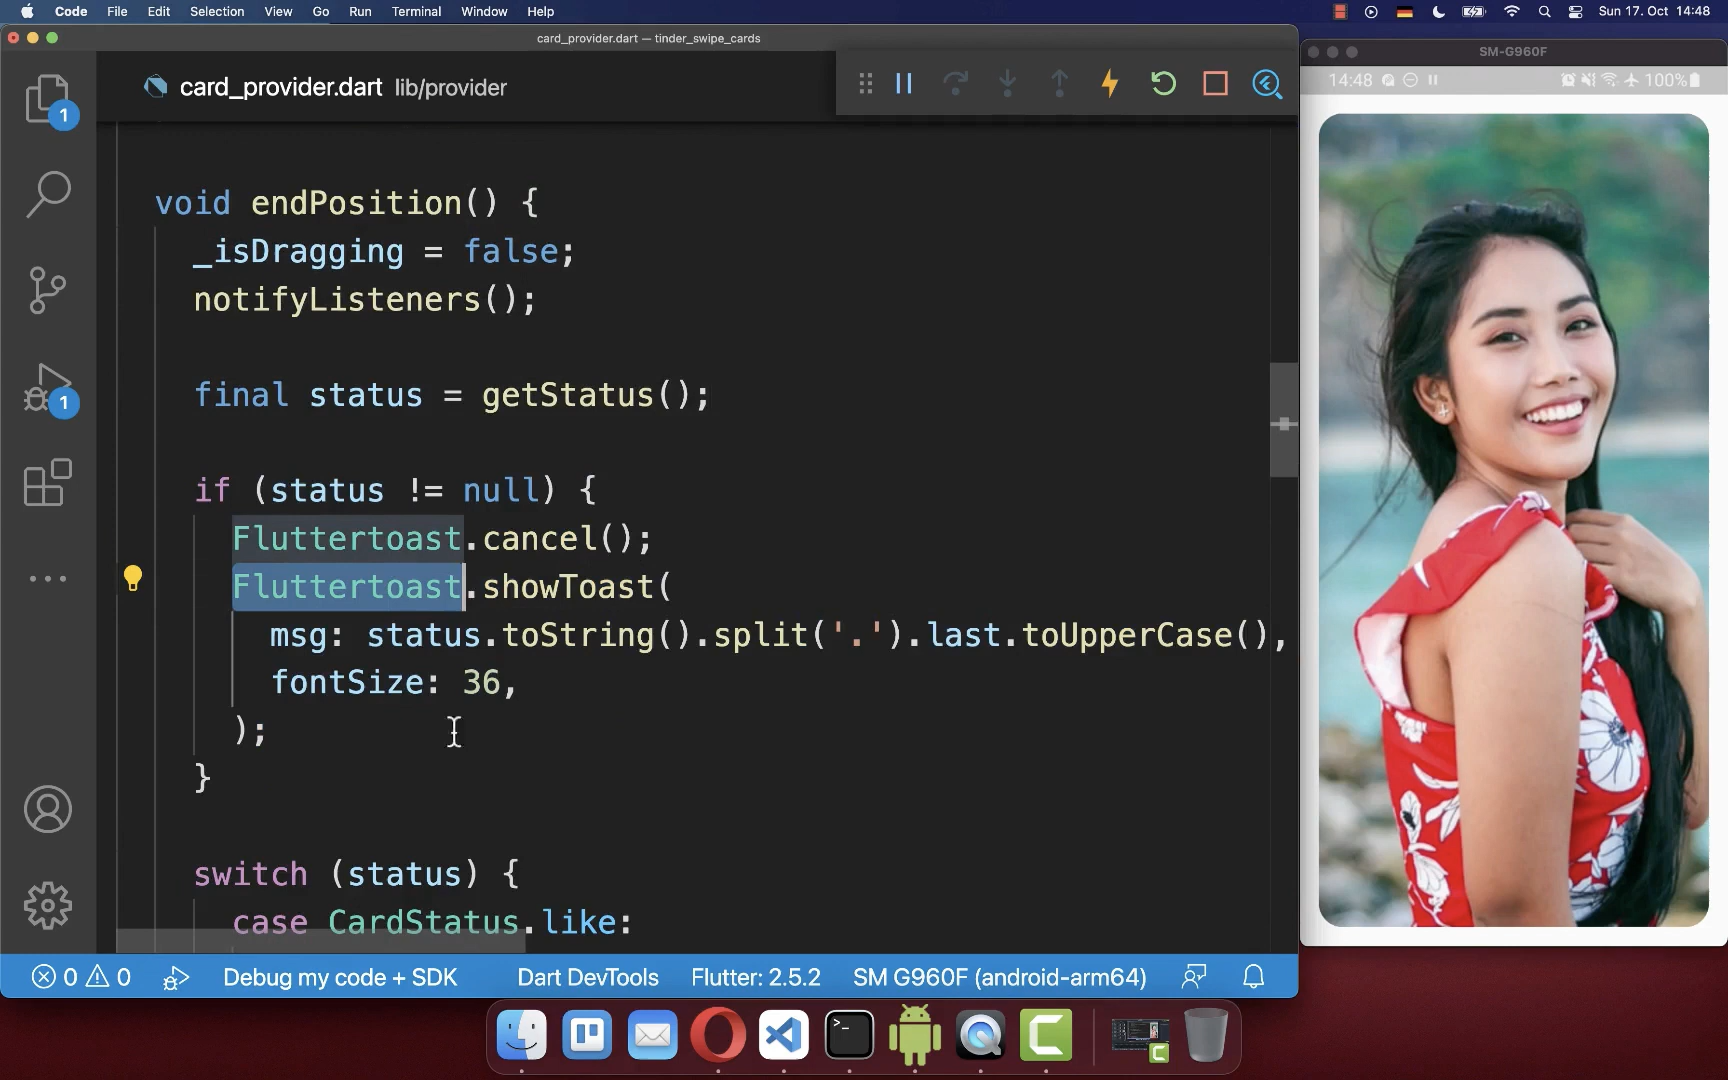 Code File Edit Selection View Go Run Terminal Window Help
Sun 17. Oct 14:48
card_provider.dart — tinder_swipe_cards
SM-G960F
14:48
100%
card_provider.dart lib/provider
1
1
void endPosition() {
_isDragging = false;
notifyListeners();
final status = getStatus();
if (status != null) {
Fluttertoast.cancel();
Fluttertoast.showToast(
msg: status.toString().split('.').last.toUpperCase(),
fontSize: 36,
);
}
switch (status) {
case CardStatus.like:
0 0 Debug my code + SDK Dart DevTools Flutter: 2.5.2 SM G960F (android-arm64)